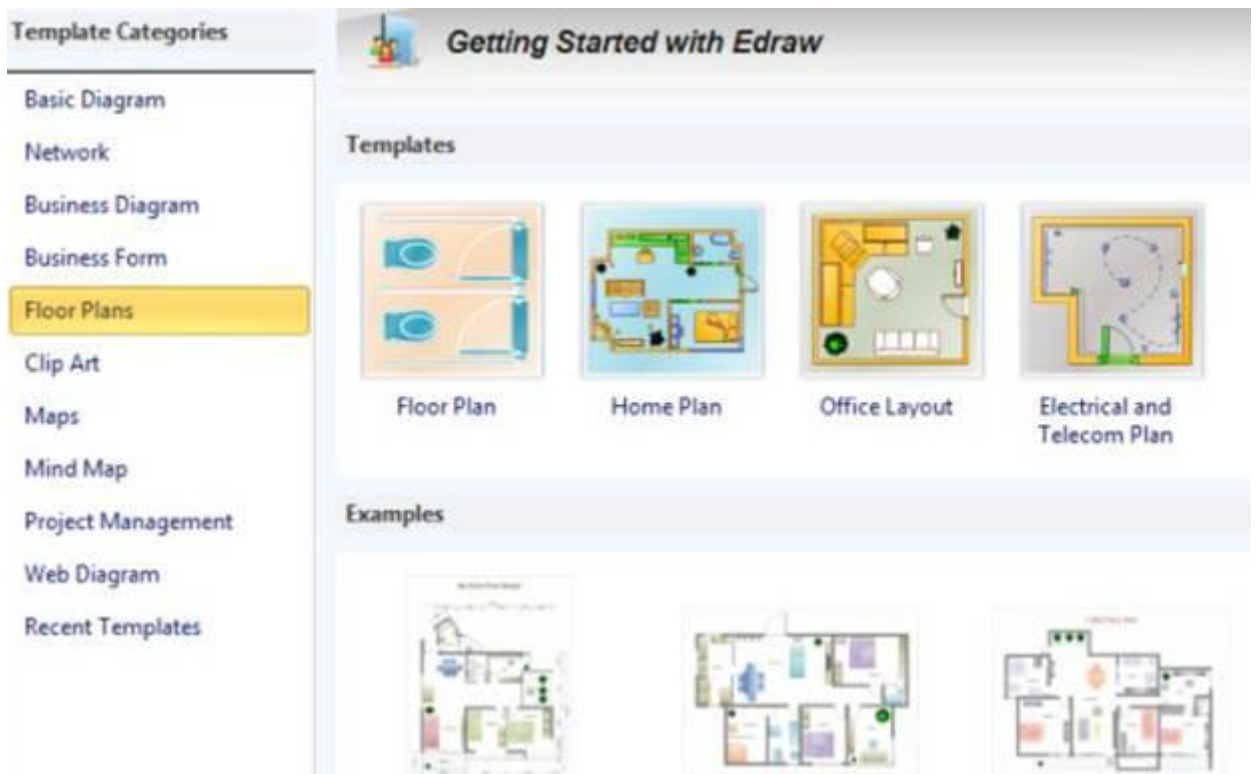 Template Categories
Getting Started with Edraw
Basic Diagram
Network
Business Diagram
Business Form
Floor Plans
Clip Art
Maps
Mind Map
Project Management
Web Diagram
Recent Templates
Templates
Floor Plan
Home Plan
Office Layout
Electrical and
Telecom Plan
Examples